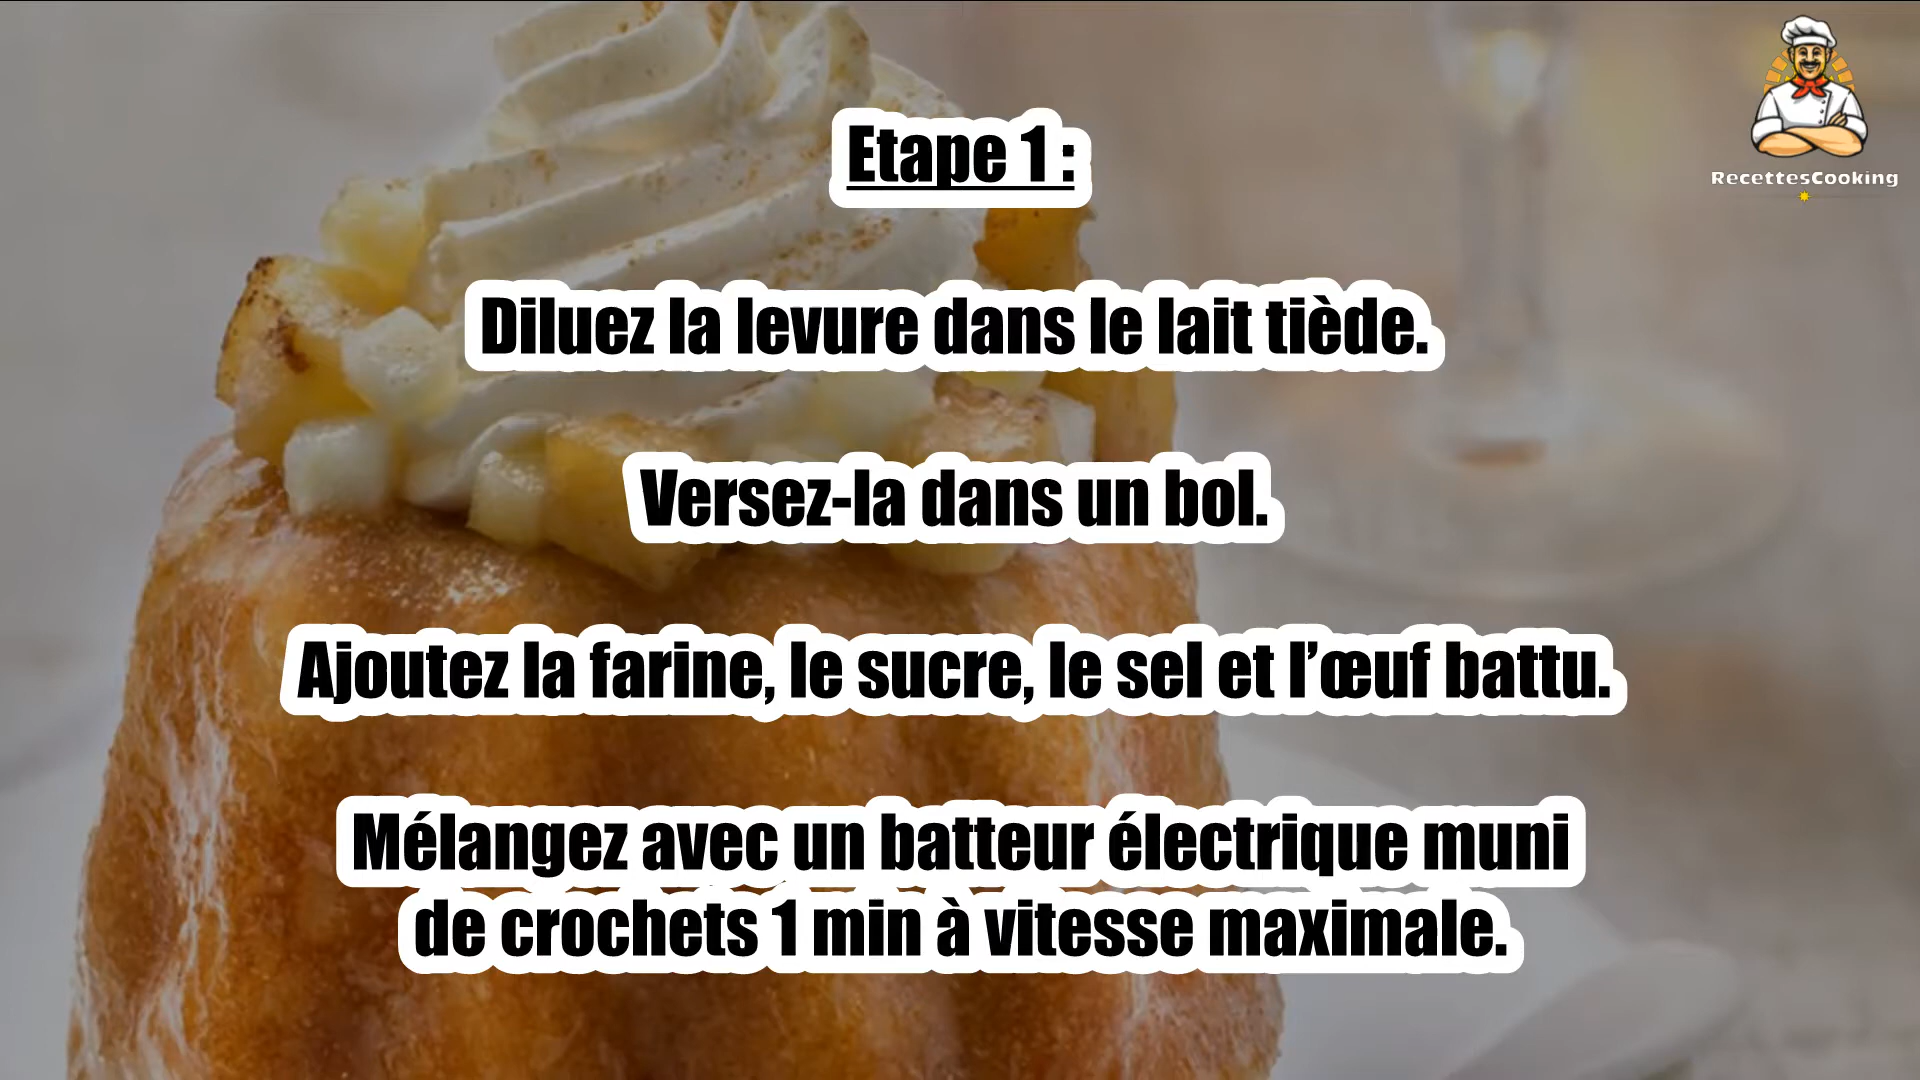 RecettesCooking
Etape 1 :
Diluez la levure dans le lait tiède.
Versez-la dans un bol.
Ajoutez la farine, le sucre, le sel et l’œuf battu.
Mélangez avec un batteur électrique muni
de crochets 1 min à vitesse maximale.